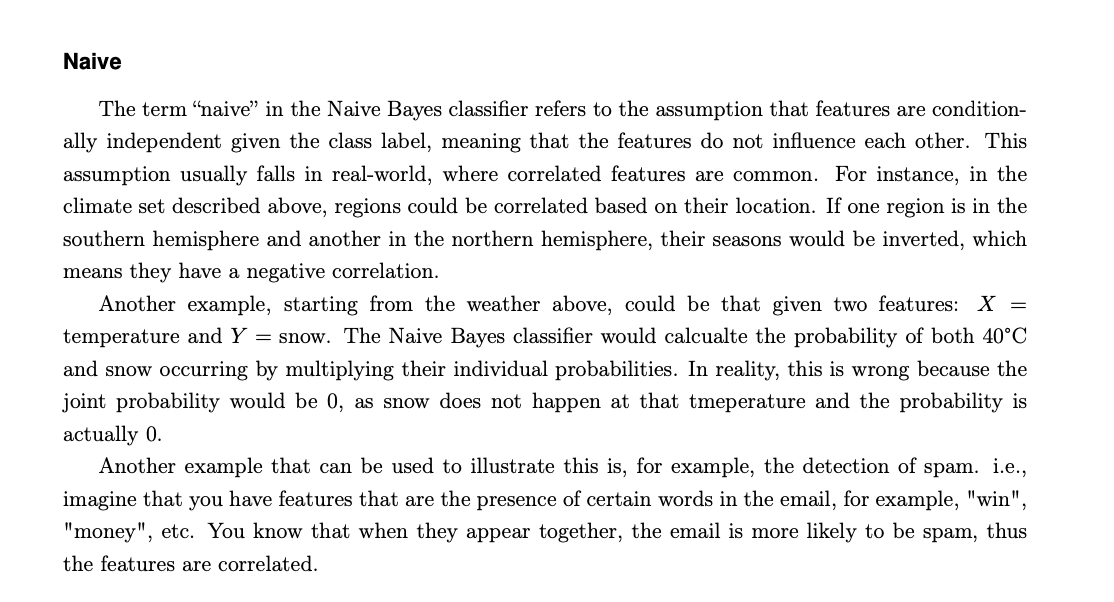 Naive
The term “naive” in the Naive Bayes classifier refers to the assumption that features are condition-
ally independent given the class label, meaning that the features do not influence each other. This
assumption usually falls in real-world, where correlated features are common. For instance, in the
climate set described above, regions could be correlated based on their location. If one region is in the
southern hemisphere and another in the northern hemisphere, their seasons would be inverted, which
means they have a negative correlation.
Another example, starting from the weather above, could be that given two features: X =
temperature and Y = snow. The Naive Bayes classifier would calcualte the probability of both 40°C
and snow occurring by multiplying their individual probabilities. In reality, this is wrong because the
joint probability would be 0, as snow does not happen at that tmeperature and the probability is
actually 0.
Another example that can be used to illustrate this is, for example, the detection of spam. i.e.,
imagine that you have features that are the presence of certain words in the email, for example, "win",
"money", etc. You know that when they appear together, the email is more likely to be spam, thus
the features are correlated.